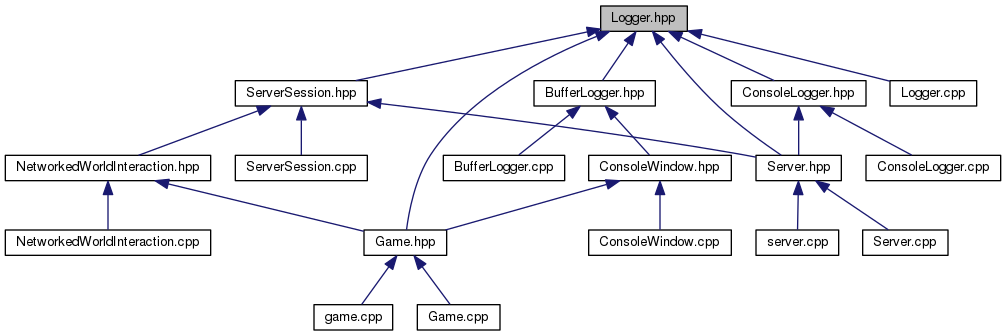 Logger.hpp
ServerSession.hpp
BufferLogger.hpp
ConsoleLogger.hpp
Logger.cpp
NetworkedWorldInteraction.hpp
ServerSession.cpp
BufferLogger.cpp
ConsoleWindow.hpp
Server.hpp
ConsoleLogger.cpp
NetworkedWorldInteraction.cpp
Game.hpp
ConsoleWindow.cpp
server.cpp
Server.cpp
game.cpp
Game.cpp